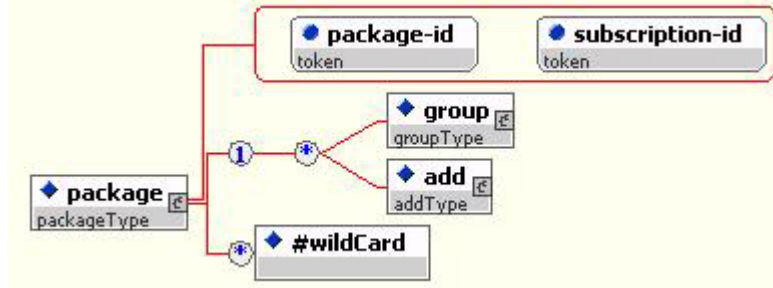 package-id
token
subscription-id
token
group
groupType
1
*
add
addType
package
packageType
*
#wildCard